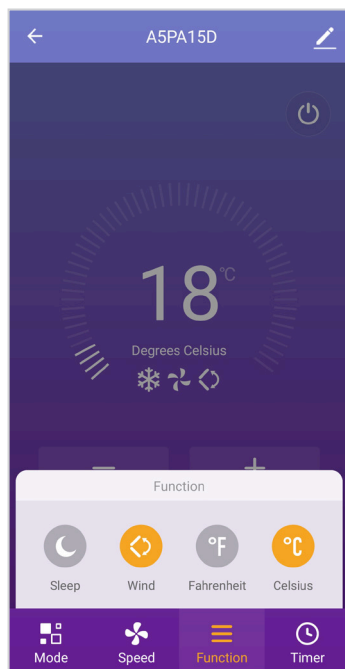 A5PA15D
18°C
Degrees Celsius
Function
°F
°C
Sleep
Wind
Fahrenheit
Celsius
Mode
Speed
Function
Timer